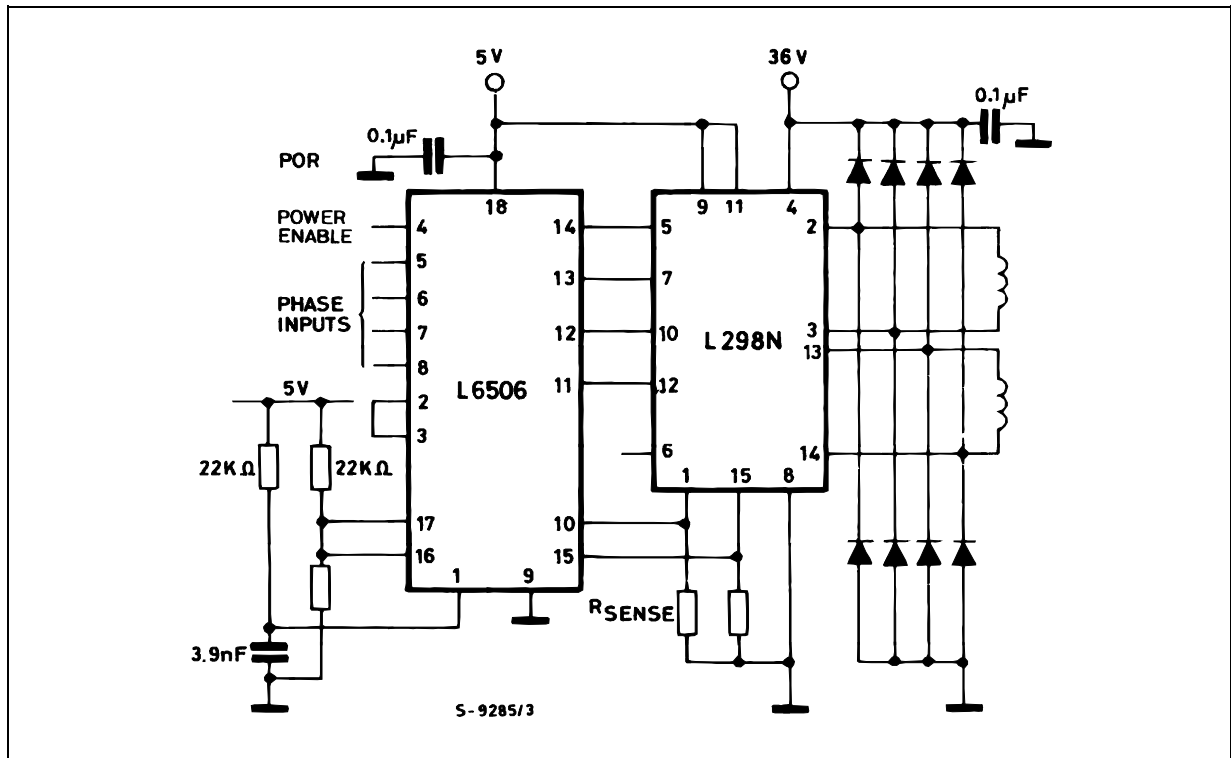 5V
36V
0.1µF
0.1µF
POR
18
9 11 4
POWER
ENABLE
4
14
5
2
5
6
13
7
PHASE
INPUTS
7
12
10
L298N
3
13
8
L6506
11
12
5V
2
3
6
14
22KΩ
22KΩ
1 15 8
17
10
16
15
1 9
RSENSE
3.9nF
S-9285/3